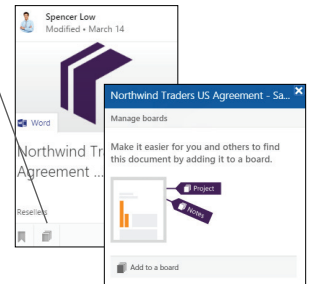 Spencer Low
Modified • March 14
Word
Northwind Tr
Agreement ...
Resellers
Northwind Traders US Agreement - Sa...
Manage boards
Make it easier for you and others to find
this document by adding it to a board.
Project
Notes
Add to a board